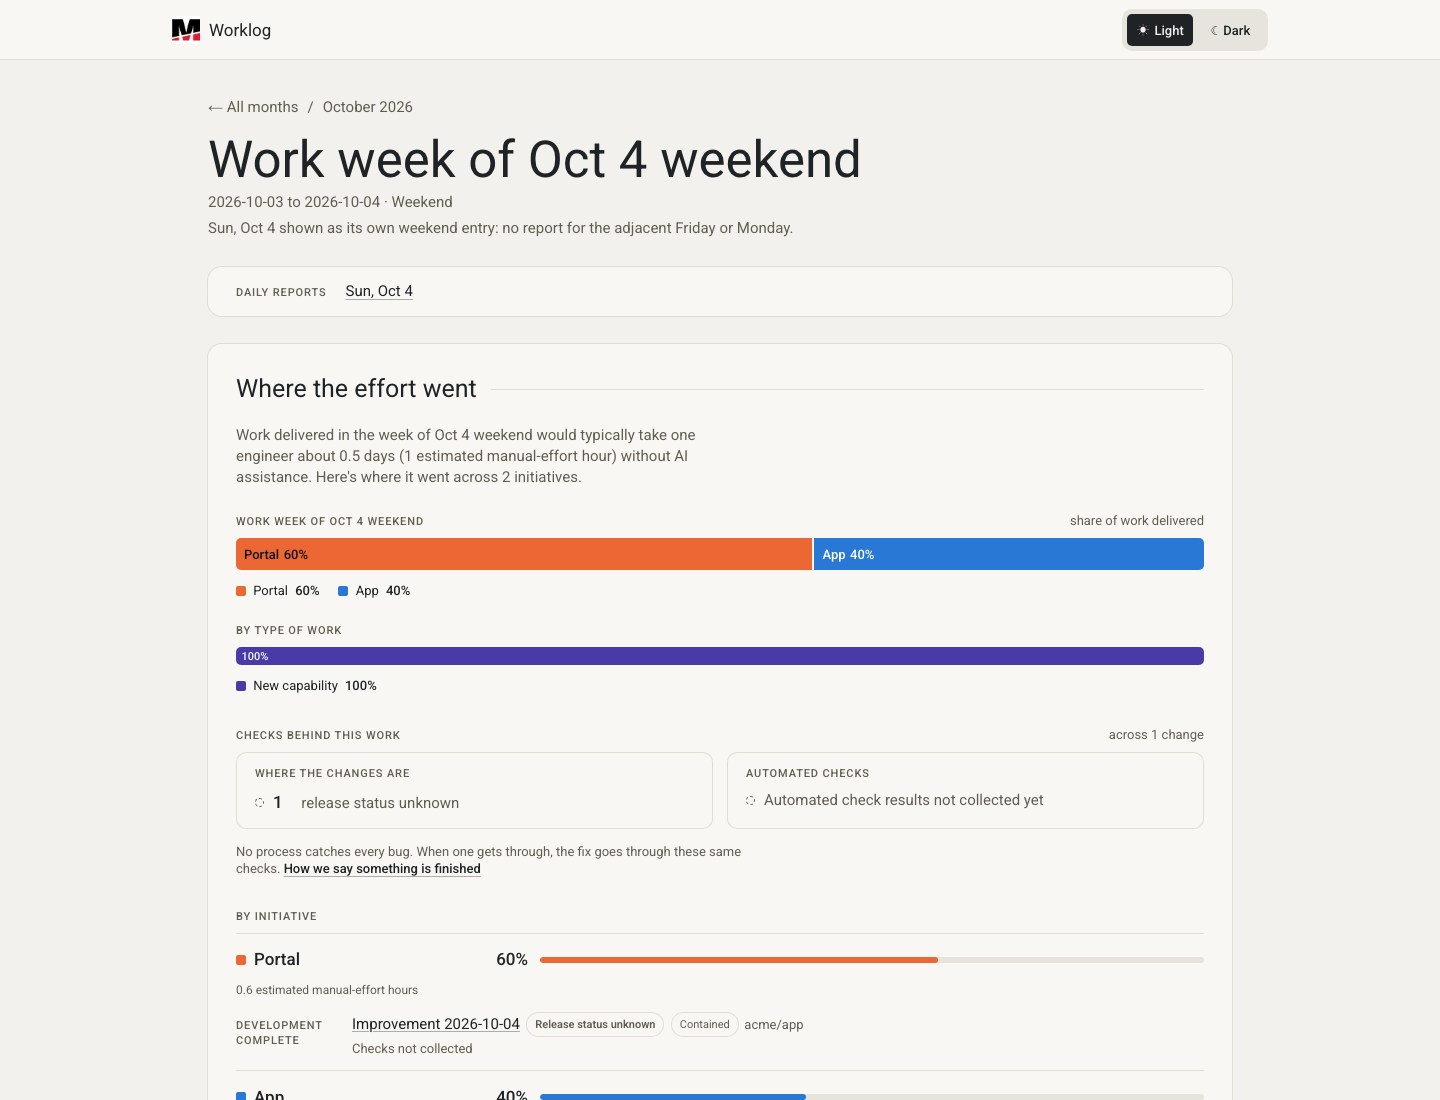 Worklog
Light
Dark
← All months / October 2026
Work week of Oct 4 weekend
2026-10-03 to 2026-10-04 · Weekend
Sun, Oct 4 shown as its own weekend entry: no report for the adjacent Friday or Monday.
DAILY REPORTS Sun, Oct 4
Where the effort went
Work delivered in the week of Oct 4 weekend would typically take one
engineer about 0.5 days (1 estimated manual-effort hour) without AI
assistance. Here's where it went across 2 initiatives.
WORK WEEK OF OCT 4 WEEKEND
share of work delivered
Portal 60%
App 40%
Portal 60%
App 40%
BY TYPE OF WORK
100%
New capability 100%
CHECKS BEHIND THIS WORK
across 1 change
WHERE THE CHANGES ARE
1 release status unknown
AUTOMATED CHECKS
Automated check results not collected yet
No process catches every bug. When one gets through, the fix goes through these same
checks. How we say something is finished
BY INITIATIVE
Portal 60%
0.6 estimated manual-effort hours
DEVELOPMENT
COMPLETE
Improvement 2026-10-04 Release status unknown Contained acme/app
Checks not collected
App 40%